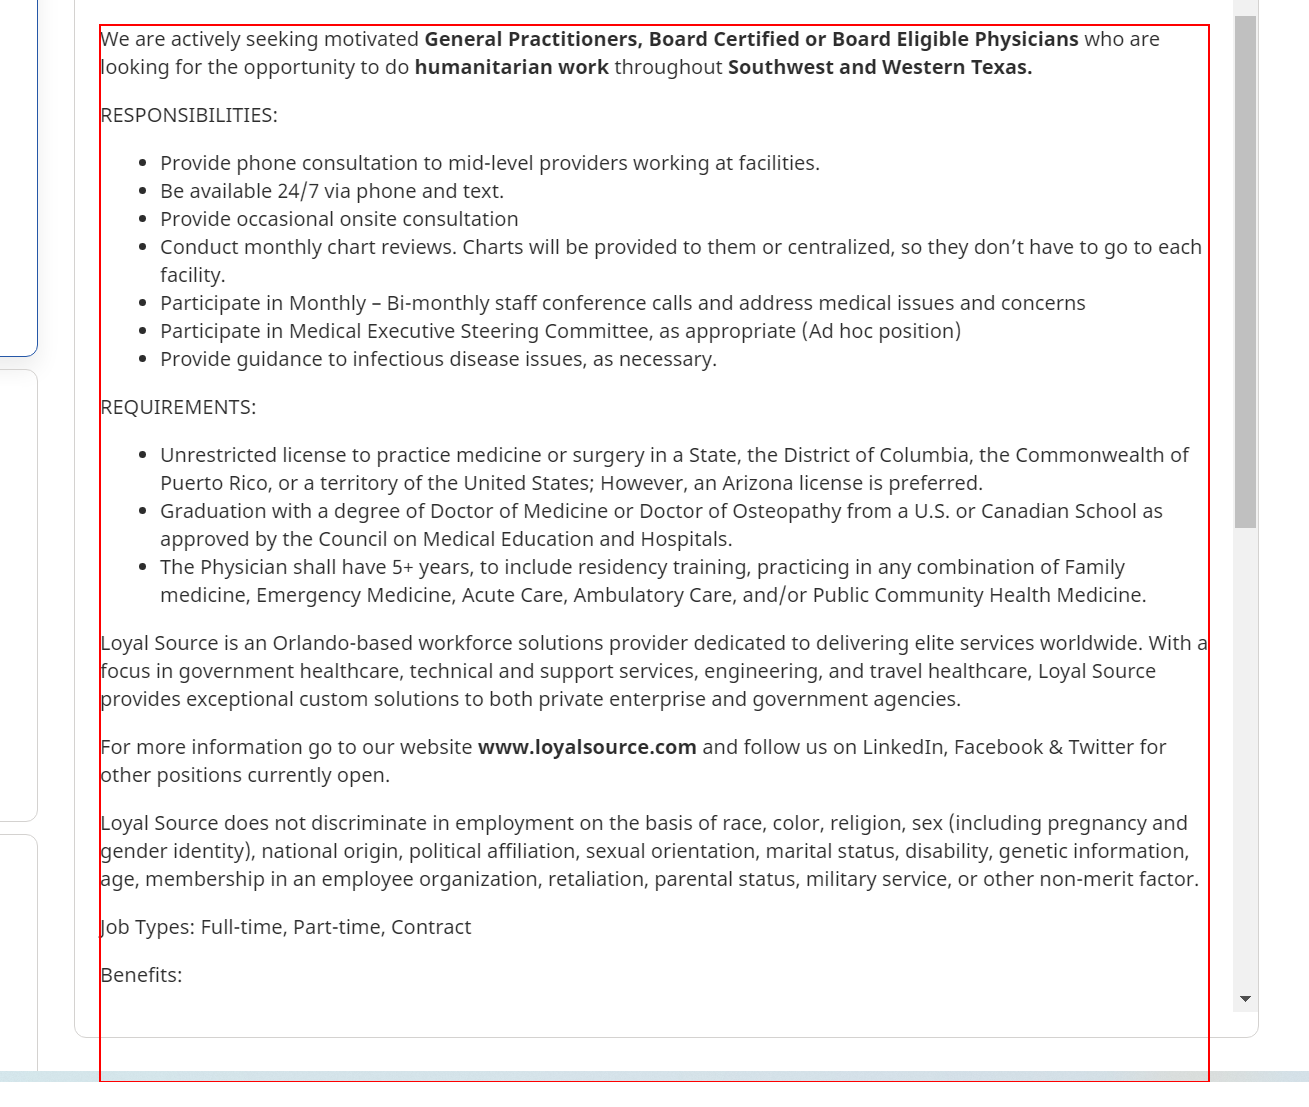 We are actively seeking motivated General Practitioners, Board Certified or Board Eligible Physicians who are
looking for the opportunity to do humanitarian work throughout Southwest and Western Texas.
RESPONSIBILITIES:
• Provide phone consultation to mid-level providers working at facilities.
• Be available 24/7 via phone and text.
• Provide occasional onsite consultation
• Conduct monthly chart reviews. Charts will be provided to them or centralized, so they don’t have to go to each
facility.
• Participate in Monthly – Bi-monthly staff conference calls and address medical issues and concerns
• Participate in Medical Executive Steering Committee, as appropriate (Ad hoc position)
• Provide guidance to infectious disease issues, as necessary.
REQUIREMENTS:
• Unrestricted license to practice medicine or surgery in a State, the District of Columbia, the Commonwealth of
Puerto Rico, or a territory of the United States; However, an Arizona license is preferred.
• Graduation with a degree of Doctor of Medicine or Doctor of Osteopathy from a U.S. or Canadian School as
approved by the Council on Medical Education and Hospitals.
• The Physician shall have 5+ years, to include residency training, practicing in any combination of Family
medicine, Emergency Medicine, Acute Care, Ambulatory Care, and/or Public Community Health Medicine.
Loyal Source is an Orlando-based workforce solutions provider dedicated to delivering elite services worldwide. With a
focus in government healthcare, technical and support services, engineering, and travel healthcare, Loyal Source
provides exceptional custom solutions to both private enterprise and government agencies.
For more information go to our website www.loyalsource.com and follow us on LinkedIn, Facebook & Twitter for
other positions currently open.
Loyal Source does not discriminate in employment on the basis of race, color, religion, sex (including pregnancy and
gender identity), national origin, political affiliation, sexual orientation, marital status, disability, genetic information,
age, membership in an employee organization, retaliation, parental status, military service, or other non-merit factor.
Job Types: Full-time, Part-time, Contract
Benefits: